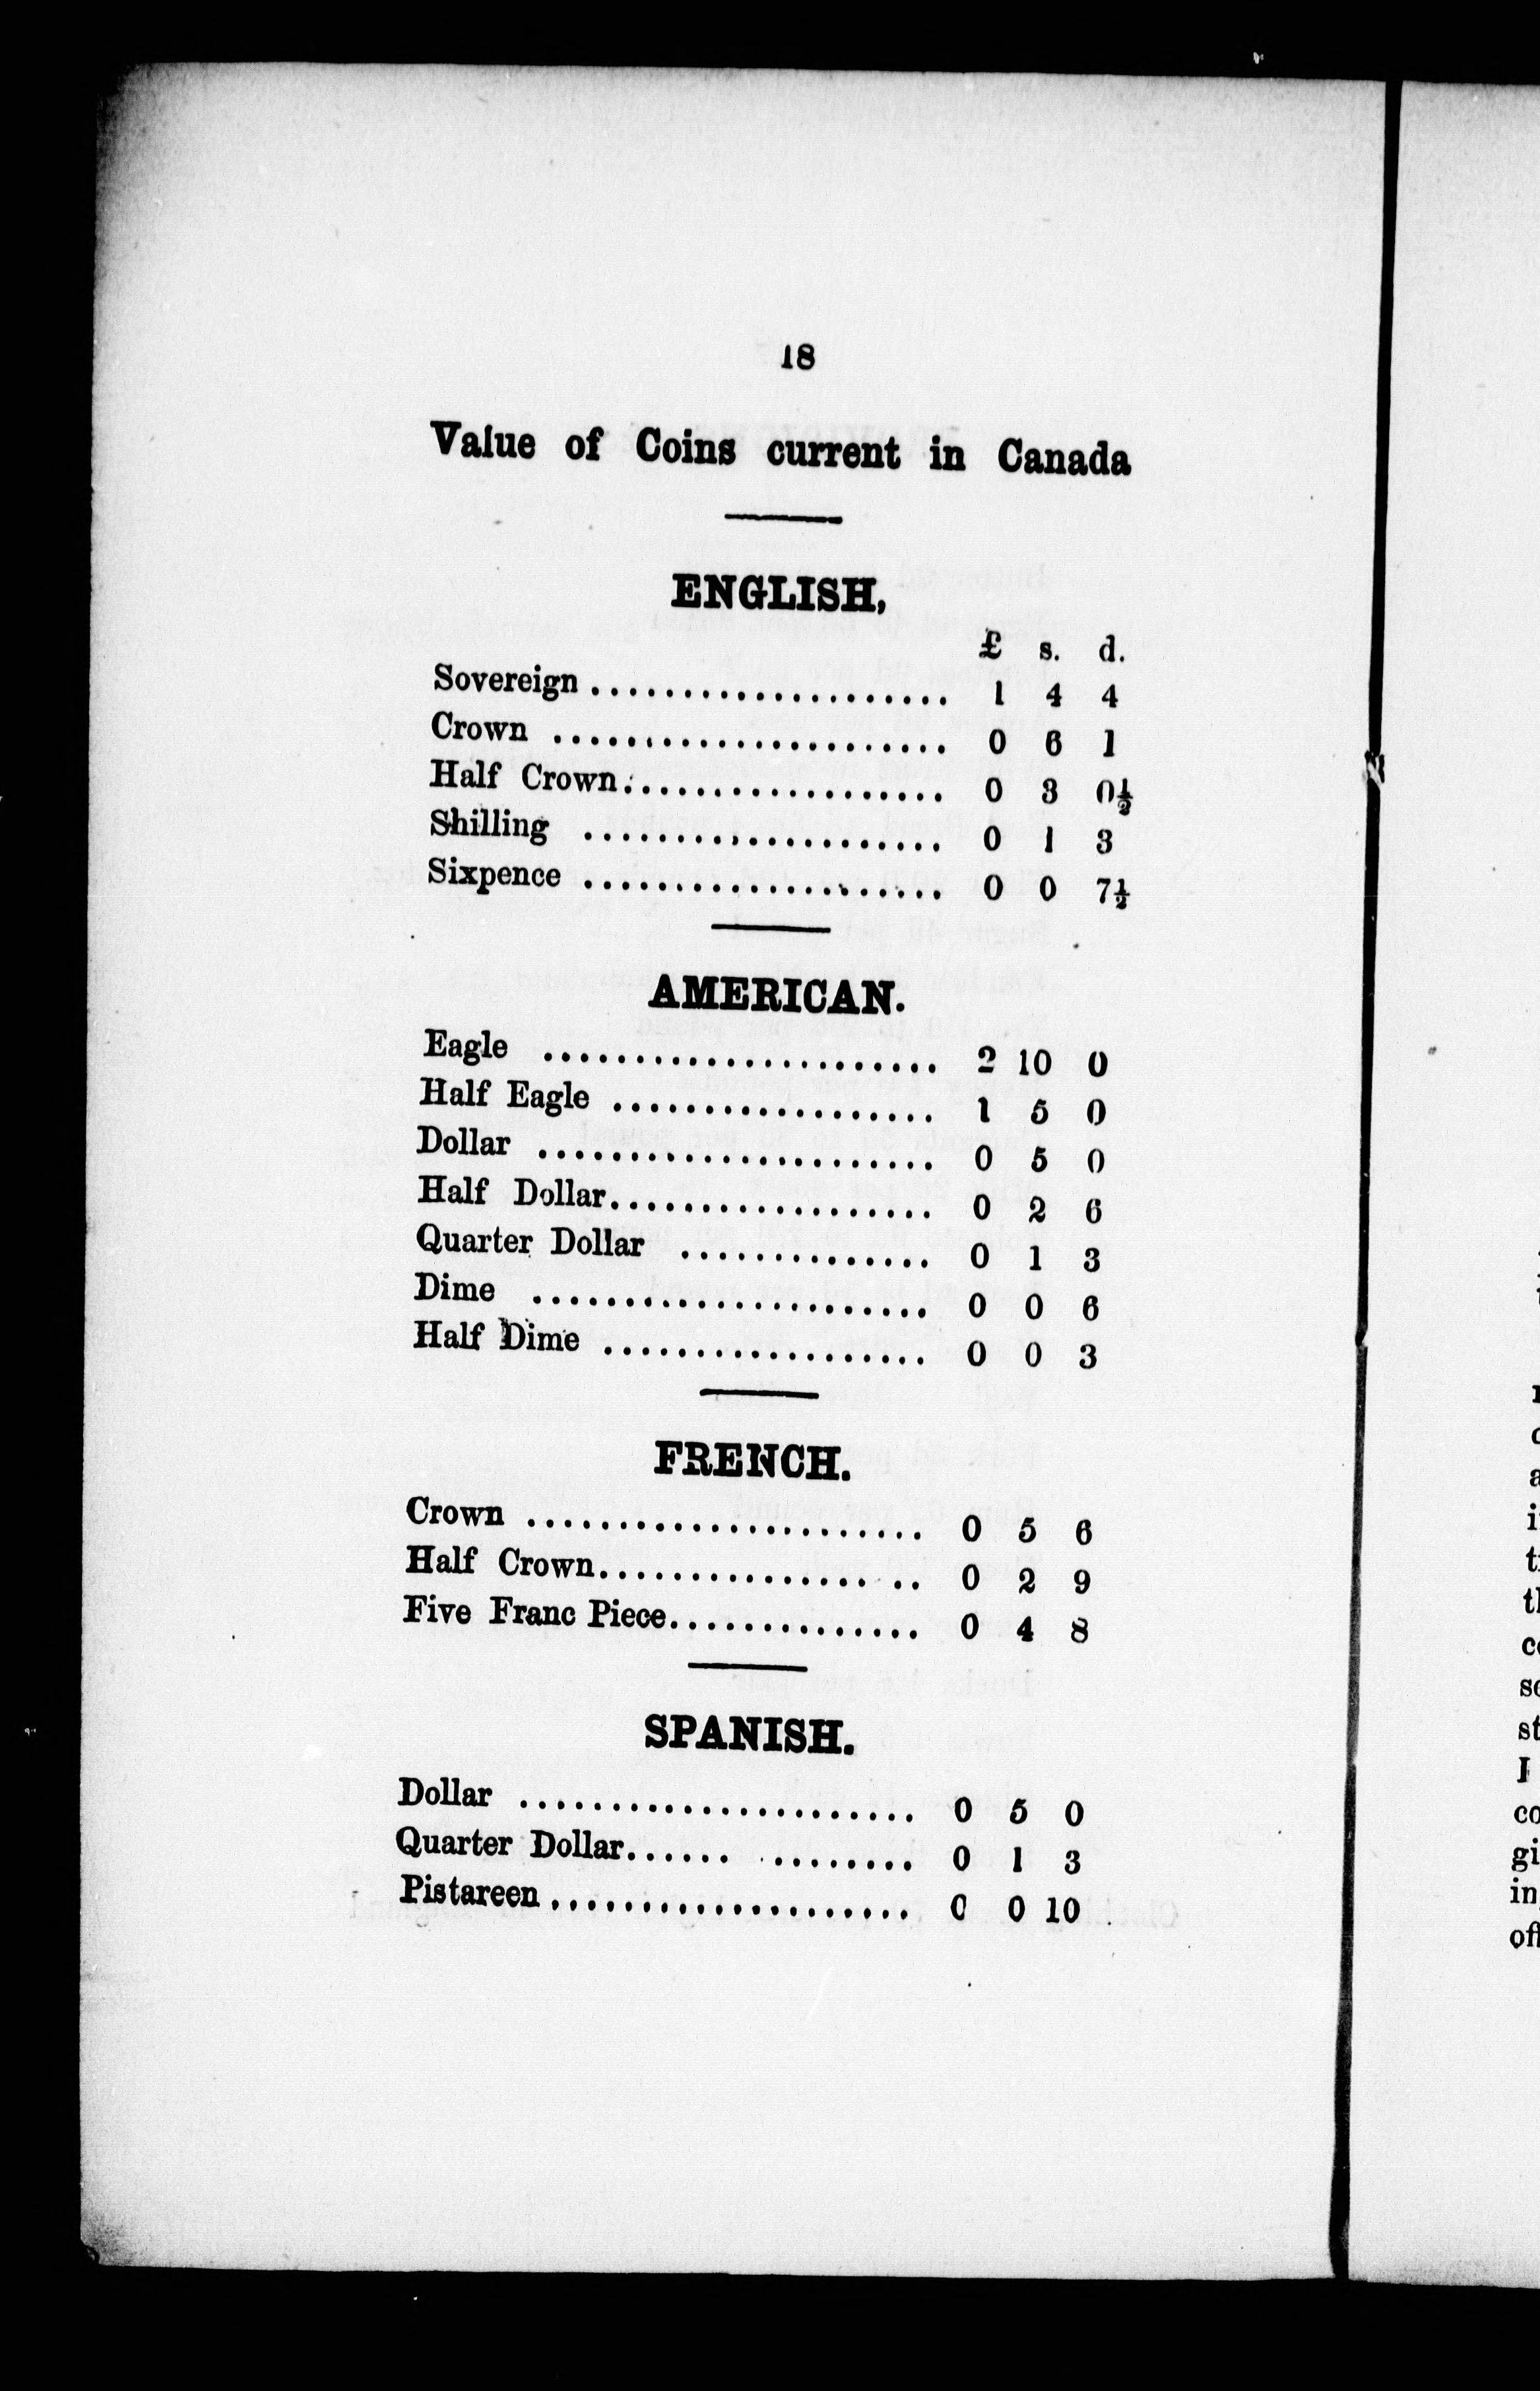 18
Value of Coins current in Canada
ENGLISH,
£ s. d.
Sovereign .................... 1 4 4
Crown ...................... 0 6 1
Half Crown .................. 0 3 0½
Shilling .................... 0 1 3
Sixpence .................... 0 0 7½
AMERICAN.
Eagle ...................... 2 10 0
Half Eagle .................. 1 5 0
Dollar ...................... 0 5 0
Half Dollar .................. 0 2 6
Quarter Dollar .............. 0 1 3
Dime ...................... 0 0 6
Half Dime .................. 0 0 3
FRENCH.
Crown ...................... 0 5 6
Half Crown ................. 0 2 9
Five Franc Piece .............. 0 4 8
SPANISH.
Dollar ...................... 0 5 0
Quarter Dollar...... ........ 0 1 3
Pistareen .................... 0 0 10